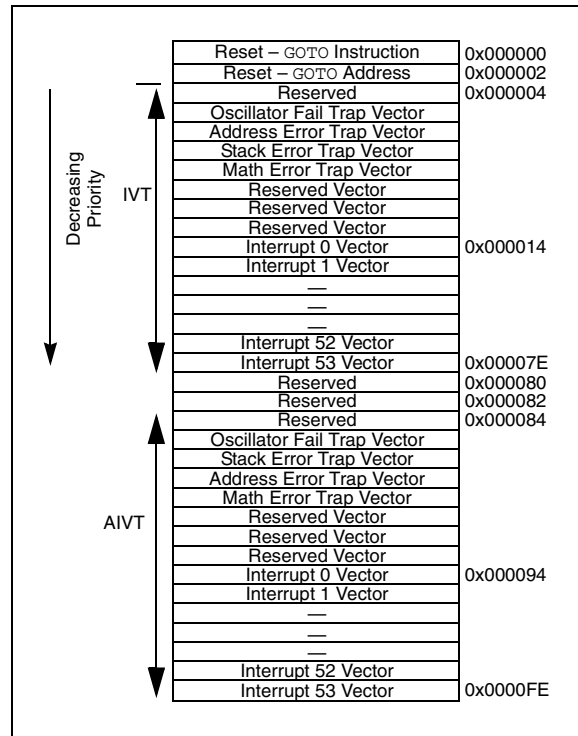 Reset – GOTO Instruction 0x000000
Reset – GOTO Address 0x000002
Reserved 0x000004
Oscillator Fail Trap Vector
Address Error Trap Vector
Stack Error Trap Vector
Math Error Trap Vector
Reserved Vector
Reserved Vector
Reserved Vector
Interrupt 0 Vector 0x000014
Interrupt 1 Vector
—
—
—
Interrupt 52 Vector
Interrupt 53 Vector 0x00007E
Reserved 0x000080
Reserved 0x000082
Reserved 0x000084
Oscillator Fail Trap Vector
Stack Error Trap Vector
Address Error Trap Vector
Math Error Trap Vector
Reserved Vector
Reserved Vector
Reserved Vector
Interrupt 0 Vector 0x000094
Interrupt 1 Vector
—
—
—
Interrupt 52 Vector
Interrupt 53 Vector 0x0000FE
Decreasing
Priority
IVT
AIVT